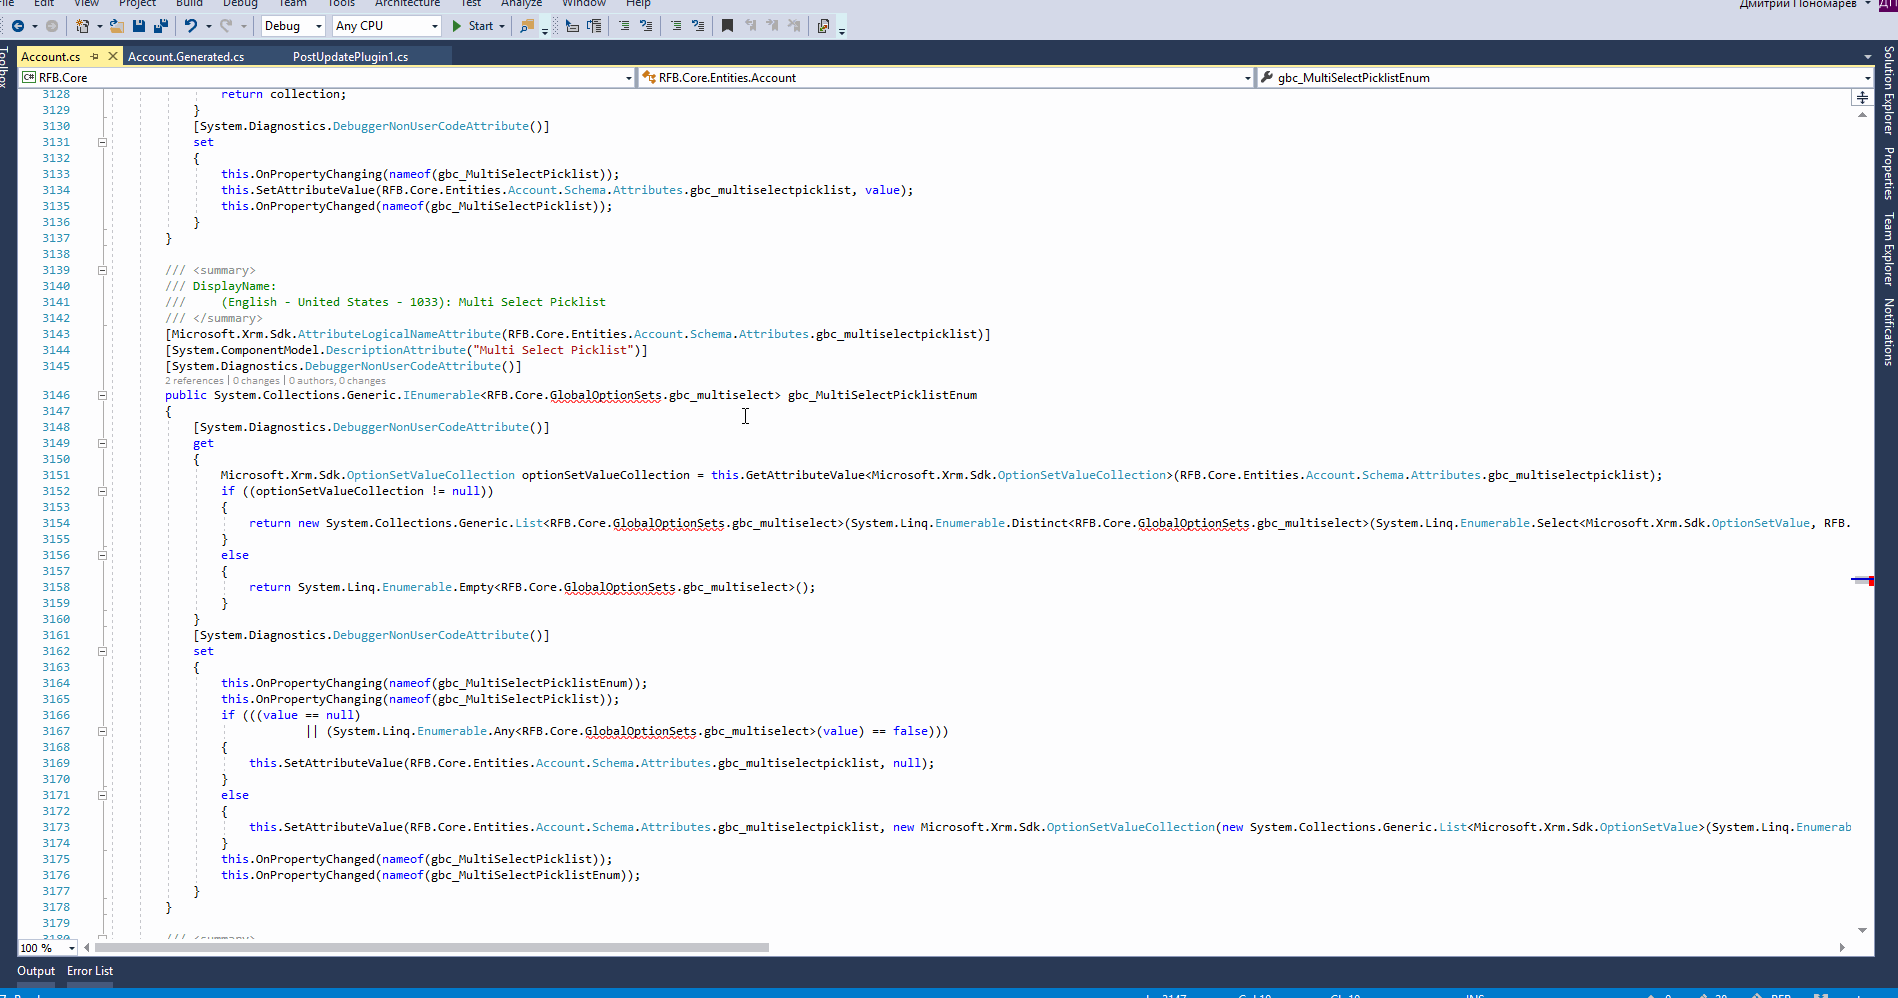 File Edit View Project Build Debug Team Tools Architecture Test Analyze Window Help
Дмитрий Пономарев ДП
Debug Any CPU Start
Account.cs Account.Generated.cs PostUpdatePlugin1.cs
C# RFB.Core RFB.Core.Entities.Account gbc_MultiSelectPicklistEnum
3128 return collection;
3129 }
3130 [System.Diagnostics.DebuggerNonUserCodeAttribute()]
3131 set
3132 {
3133 this.OnPropertyChanging(nameof(gbc_MultiSelectPicklist));
3134 this.SetAttributeValue(RFB.Core.Entities.Account.Schema.Attributes.gbc_multiselectpicklist, value);
3135 this.OnPropertyChanged(nameof(gbc_MultiSelectPicklist));
3136 }
3137 }
3138
3139 /// <summary>
3140 /// DisplayName:
3141 /// (English - United States - 1033): Multi Select Picklist
3142 /// </summary>
3143 [Microsoft.Xrm.Sdk.AttributeLogicalNameAttribute(RFB.Core.Entities.Account.Schema.Attributes.gbc_multiselectpicklist)]
3144 [System.ComponentModel.DescriptionAttribute("Multi Select Picklist")]
3145 [System.Diagnostics.DebuggerNonUserCodeAttribute()]
2 references | 0 changes | 0 authors, 0 changes
3146 public System.Collections.Generic.IEnumerable<RFB.Core.GlobalOptionSets.gbc_multiselect> gbc_MultiSelectPicklistEnum
3147 {
3148 [System.Diagnostics.DebuggerNonUserCodeAttribute()]
3149 get
3150 {
3151 Microsoft.Xrm.Sdk.OptionSetValueCollection optionSetValueCollection = this.GetAttributeValue<Microsoft.Xrm.Sdk.OptionSetValueCollection>(RFB.Core.Entities.Account.Schema.Attributes.gbc_multiselectpicklist);
3152 if ((optionSetValueCollection != null))
3153 {
3154 return new System.Collections.Generic.List<RFB.Core.GlobalOptionSets.gbc_multiselect>(System.Linq.Enumerable.Distinct<RFB.Core.GlobalOptionSets.gbc_multiselect>(System.Linq.Enumerable.Select<Microsoft.Xrm.Sdk.OptionSetValue, RFB.
3155 }
3156 else
3157 {
3158 return System.Linq.Enumerable.Empty<RFB.Core.GlobalOptionSets.gbc_multiselect>();
3159 }
3160 }
3161 [System.Diagnostics.DebuggerNonUserCodeAttribute()]
3162 set
3163 {
3164 this.OnPropertyChanging(nameof(gbc_MultiSelectPicklistEnum));
3165 this.OnPropertyChanging(nameof(gbc_MultiSelectPicklist));
3166 if (((value == null)
3167 || (System.Linq.Enumerable.Any<RFB.Core.GlobalOptionSets.gbc_multiselect>(value) == false)))
3168 {
3169 this.SetAttributeValue(RFB.Core.Entities.Account.Schema.Attributes.gbc_multiselectpicklist, null);
3170 }
3171 else
3172 {
3173 this.SetAttributeValue(RFB.Core.Entities.Account.Schema.Attributes.gbc_multiselectpicklist, new Microsoft.Xrm.Sdk.OptionSetValueCollection(new System.Collections.Generic.List<Microsoft.Xrm.Sdk.OptionSetValue>(System.Linq.Enumerab
3174 }
3175 this.OnPropertyChanged(nameof(gbc_MultiSelectPicklist));
3176 this.OnPropertyChanged(nameof(gbc_MultiSelectPicklistEnum));
3177 }
3178 }
3179
3180 /// <summary>
100 %
Output Error List
Toolbox
Solution Explorer
Properties
Team Explorer
Notifications